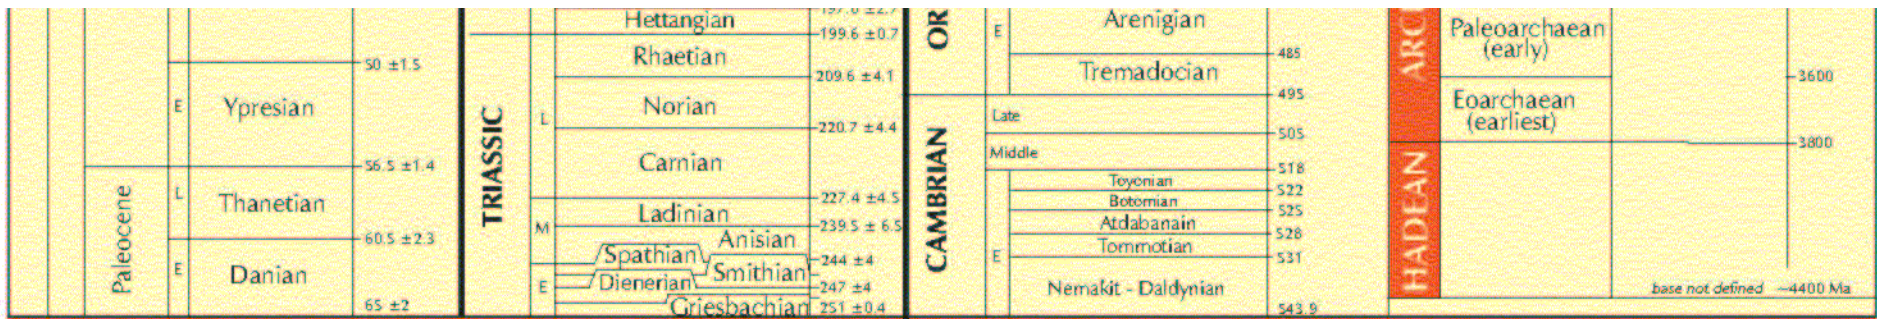 50 ±1.5
E
Ypresian
56.5 ±1.4
Paleocene
L
Thanetian
60.5 ±2.3
E
Danian
65 ±2
TRIASSIC
Hettangian
199.6 ±0.7
Rhaetian
209.6 ±4.1
L
Norian
220.7 ±4.4
Carnian
227.4 ±4.5
M
Ladinian
239.5 ± 6.5
Anisian
Spathian
244 ±4
Smithian
E
Dienerian
247 ±4
Griesbachian
251 ±0.4
OR
E
Arenigian
485
Tremadocian
495
CAMBRIAN
Late
505
Middle
518
Toyonian
522
Botomian
525
Atdabanain
528
Tommotian
531
E
Nemakit - Daldynian
543.9
ARC
Paleoarchaean
(early)
3600
Eoarchaean
(earliest)
3800
HADEAN
base not defined ~4400 Ma